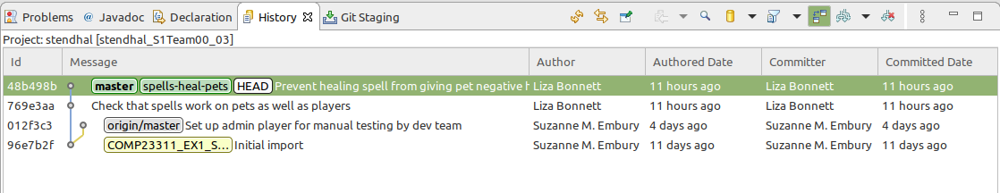 Problems @ Javadoc Declaration History Git Staging
Project: stendhal [stendhal_S1Team00_03]
Id Message Author Authored Date Committer Committed Date
48b498b master spells-heal-pets HEAD Prevent healing spell from giving pet negative h Liza Bonnett 11 hours ago Liza Bonnett 11 hours ago
769e3aa Check that spells work on pets as well as players Liza Bonnett 11 hours ago Liza Bonnett 11 hours ago
012f3c3 origin/master Set up admin player for manual testing by dev team Suzanne M. Embury 4 days ago Suzanne M. Embury 4 days ago
96e7b2f COMP23311_EX1_S... Initial import Suzanne M. Embury 11 days ago Suzanne M. Embury 11 days ago